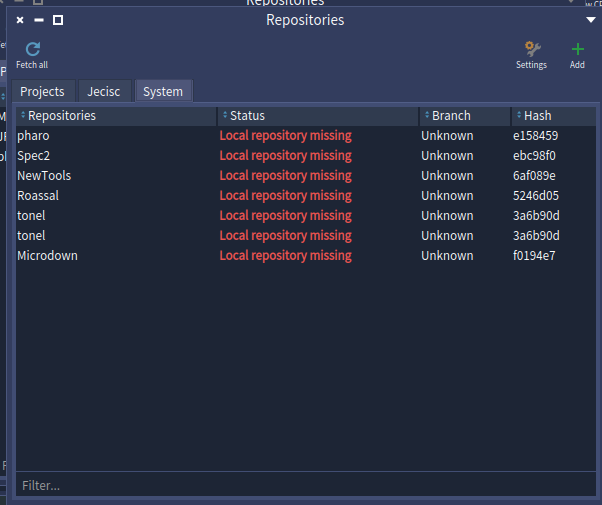 Repositories
Repositories
Fetch all
Settings
Add
Projects Jecisc System
Repositories Status Branch Hash
pharo Local repository missing Unknown e158459
Spec2 Local repository missing Unknown ebc98f0
NewTools Local repository missing Unknown 6af089e
Roassal Local repository missing Unknown 5246d05
tonel Local repository missing Unknown 3a6b90d
tonel Local repository missing Unknown 3a6b90d
Microdown Local repository missing Unknown f0194e7
Filter...